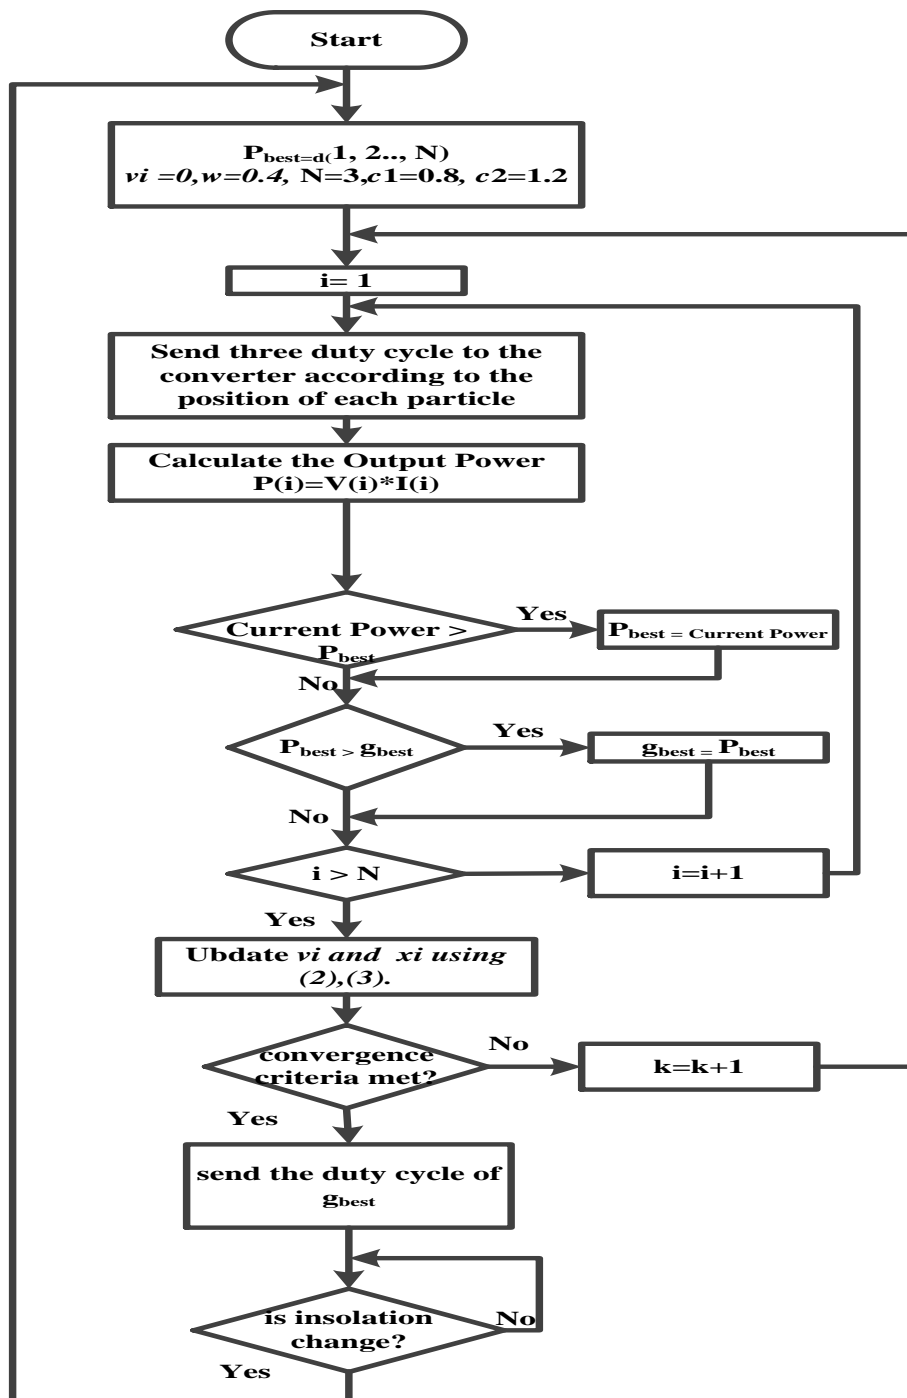 Start
Pbest=d(1, 2.., N)
vi =0,w=0.4, N=3,c1=0.8, c2=1.2
i= 1
Send three duty cycle to the
converter according to the
position of each particle
Calculate the Output Power
P(i)=V(i)*I(i)
Current Power >
Pbest
Yes
Pbest = Current Power
No
Pbest > gbest
Yes
gbest = Pbest
No
i > N
i=i+1
Yes
Ubdate vi and xi using
(2),(3).
convergence
criteria met?
No
k=k+1
Yes
send the duty cycle of
gbest
is insolation
change?
No
Yes